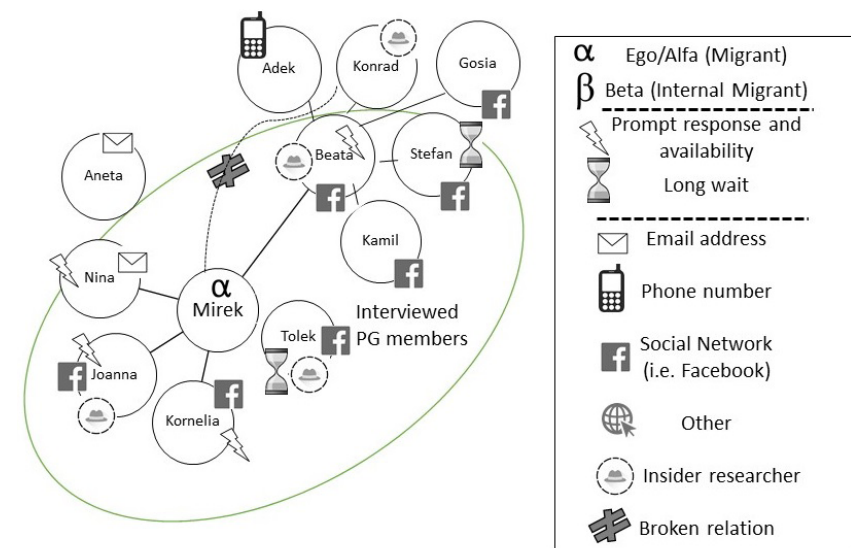 Adek
Konrad
Gosia
Beata
Stefan
Aneta
Kamil
Nina
α
Mirek
Interviewed
PG members
Tolek
Joanna
Kornelia
α Ego/Alfa (Migrant)
β Beta (Internal Migrant)
Prompt response and
availability
Long wait
Email address
Phone number
Social Network
(i.e. Facebook)
Other
Insider researcher
Broken relation